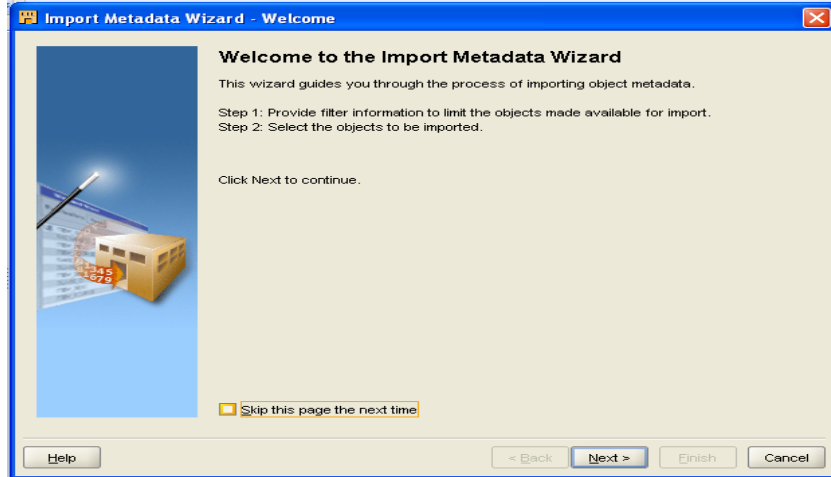 Import Metadata Wizard - Welcome
Welcome to the Import Metadata Wizard
This wizard guides you through the process of importing object metadata.
Step 1: Provide filter information to limit the objects made available for import.
Step 2: Select the objects to be imported.
Click Next to continue.
1345
1679
Skip this page the next time
Help
< Back
Next >
Finish
Cancel